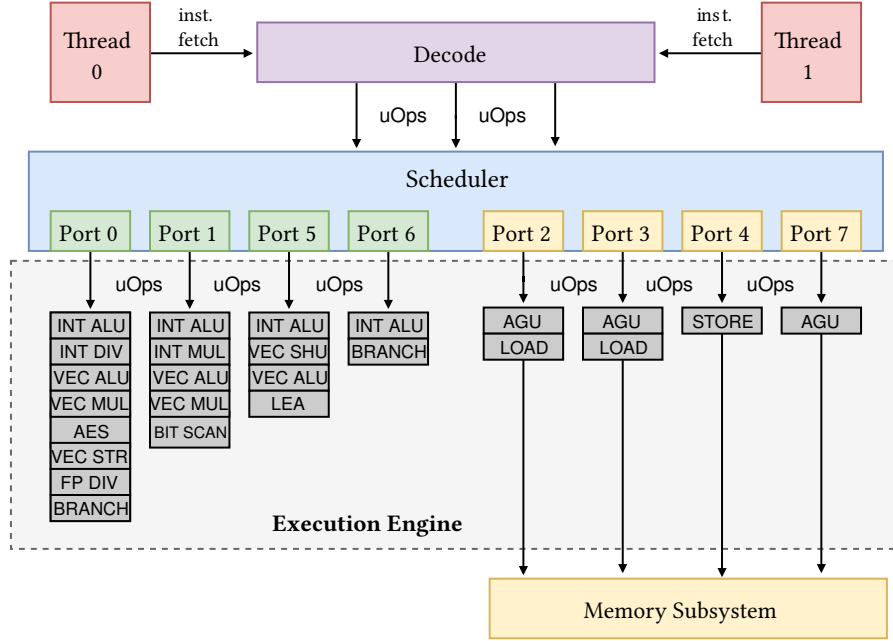 inst.
fetch
inst.
fetch
Thread
0
Decode
Thread
1
uOps
uOps
Scheduler
Port 0
Port 1
Port 5
Port 6
Port 2
Port 3
Port 4
Port 7
uOps
uOps
uOps
uOps
uOps
uOps
INT ALU
INT DIV
VEC ALU
VEC MUL
AES
VEC STR
FP DIV
BRANCH
INT ALU
INT MUL
VEC ALU
VEC MUL
BIT SCAN
INT ALU
VEC SHU
VEC ALU
LEA
INT ALU
BRANCH
AGU
LOAD
AGU
LOAD
STORE
AGU
Execution Engine
Memory Subsystem